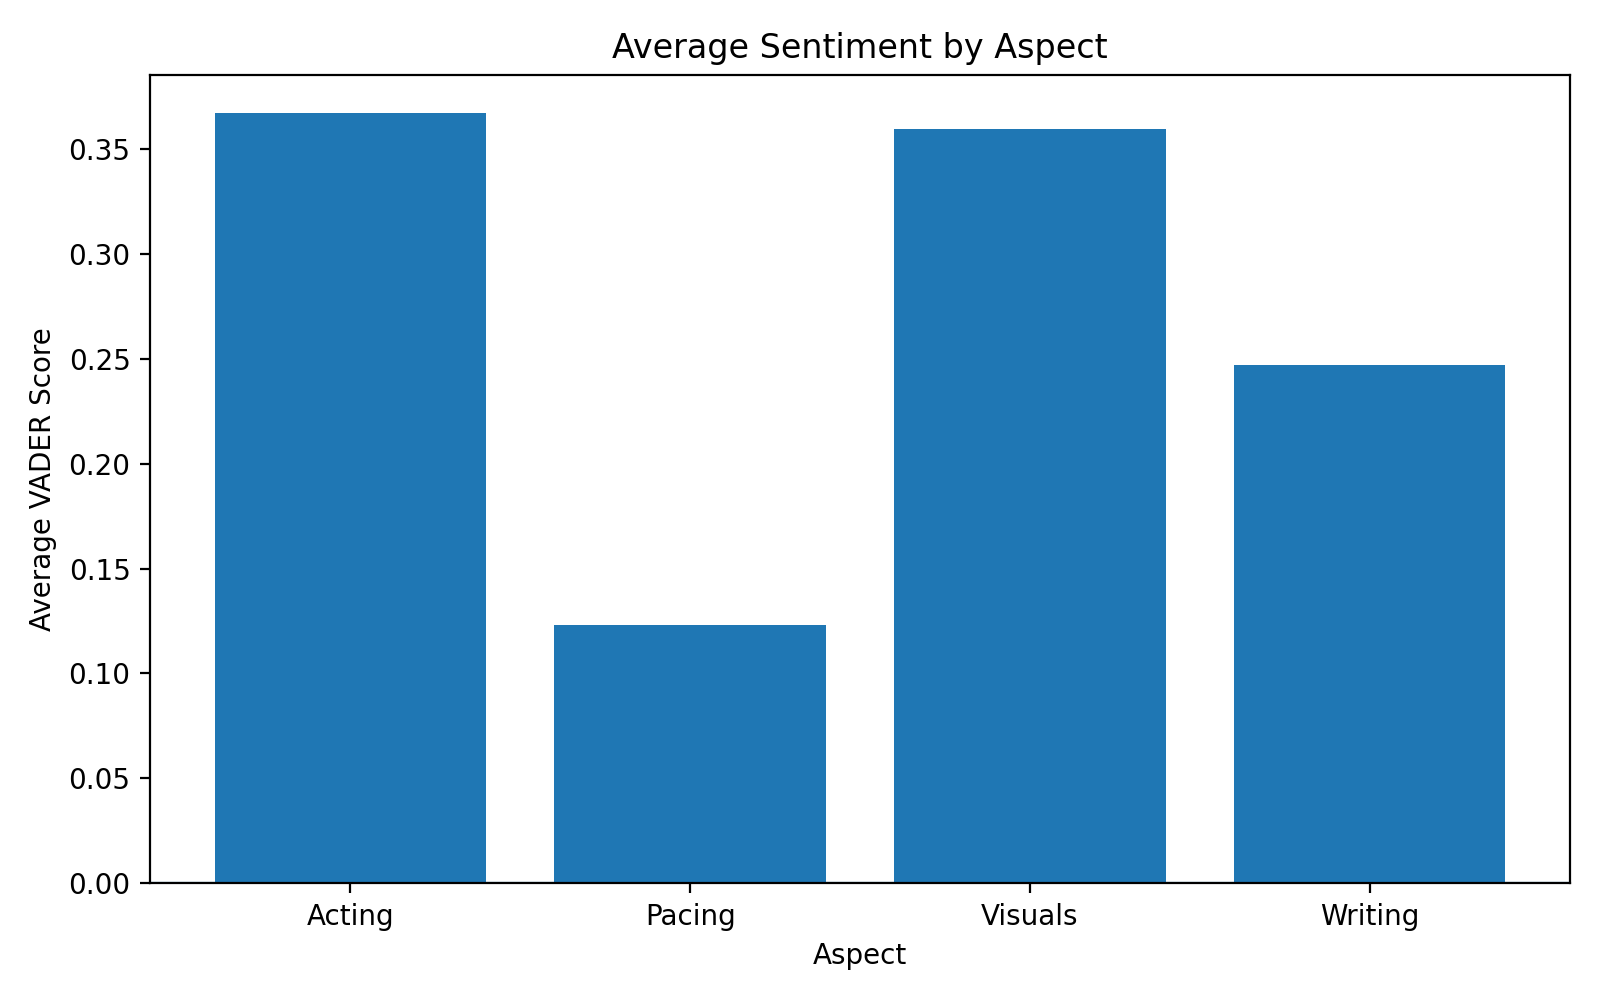 Average Sentiment by Aspect
Average VADER Score
0.35
0.30
0.25
0.20
0.15
0.10
0.05
0.00
Acting Pacing Visuals Writing
Aspect